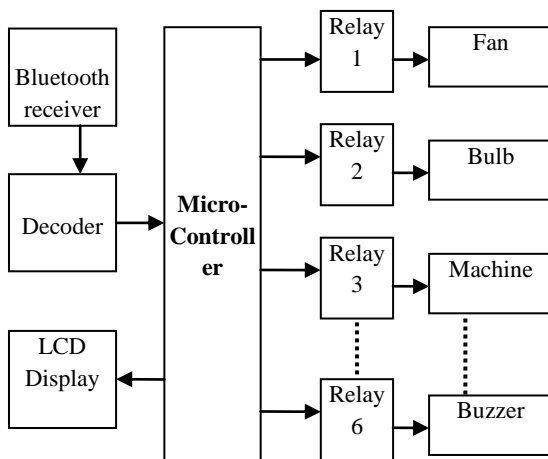 Bluetooth
receiver
Decoder
LCD
Display
Micro-
Controll
er
Relay
1
Fan
Relay
2
Bulb
Relay
3
Machine
Relay
6
Buzzer